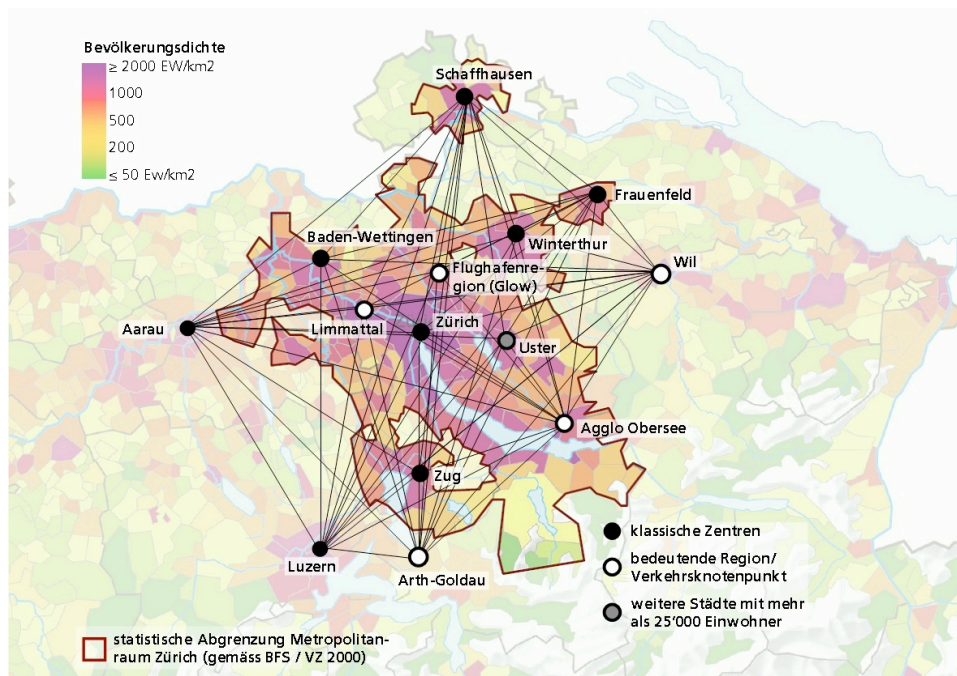 Bevölkerungsdichte
≥ 2000 EW/km2
1000
500
200
≤ 50 Ew/km2
Schaffhausen
Frauenfeld
Baden-Wettingen
Winterthur
Wil
Flughafenre-
gion (Glow)
Aarau
Limmattal
Zürich
Uster
Agglo Obersee
Zug
Luzern
Arth-Goldau
klassische Zentren
bedeutende Region/
Verkehrsknotenpunkt
weitere Städte mit mehr
als 25’000 Einwohner
statistische Abgrenzung Metropolitan-
raum Zürich (gemäss BFS / VZ 2000)